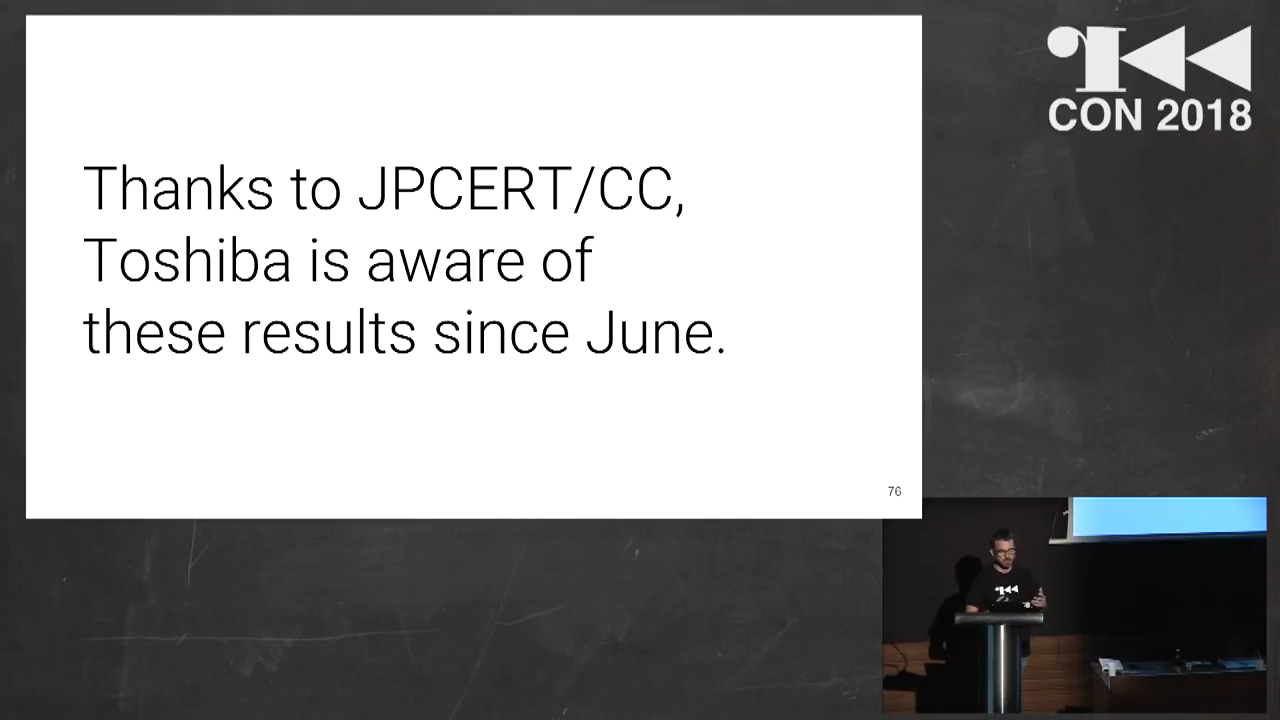 Thanks to JPCERT/CC,
Toshiba is aware of
these results since June.
76
CON 2018